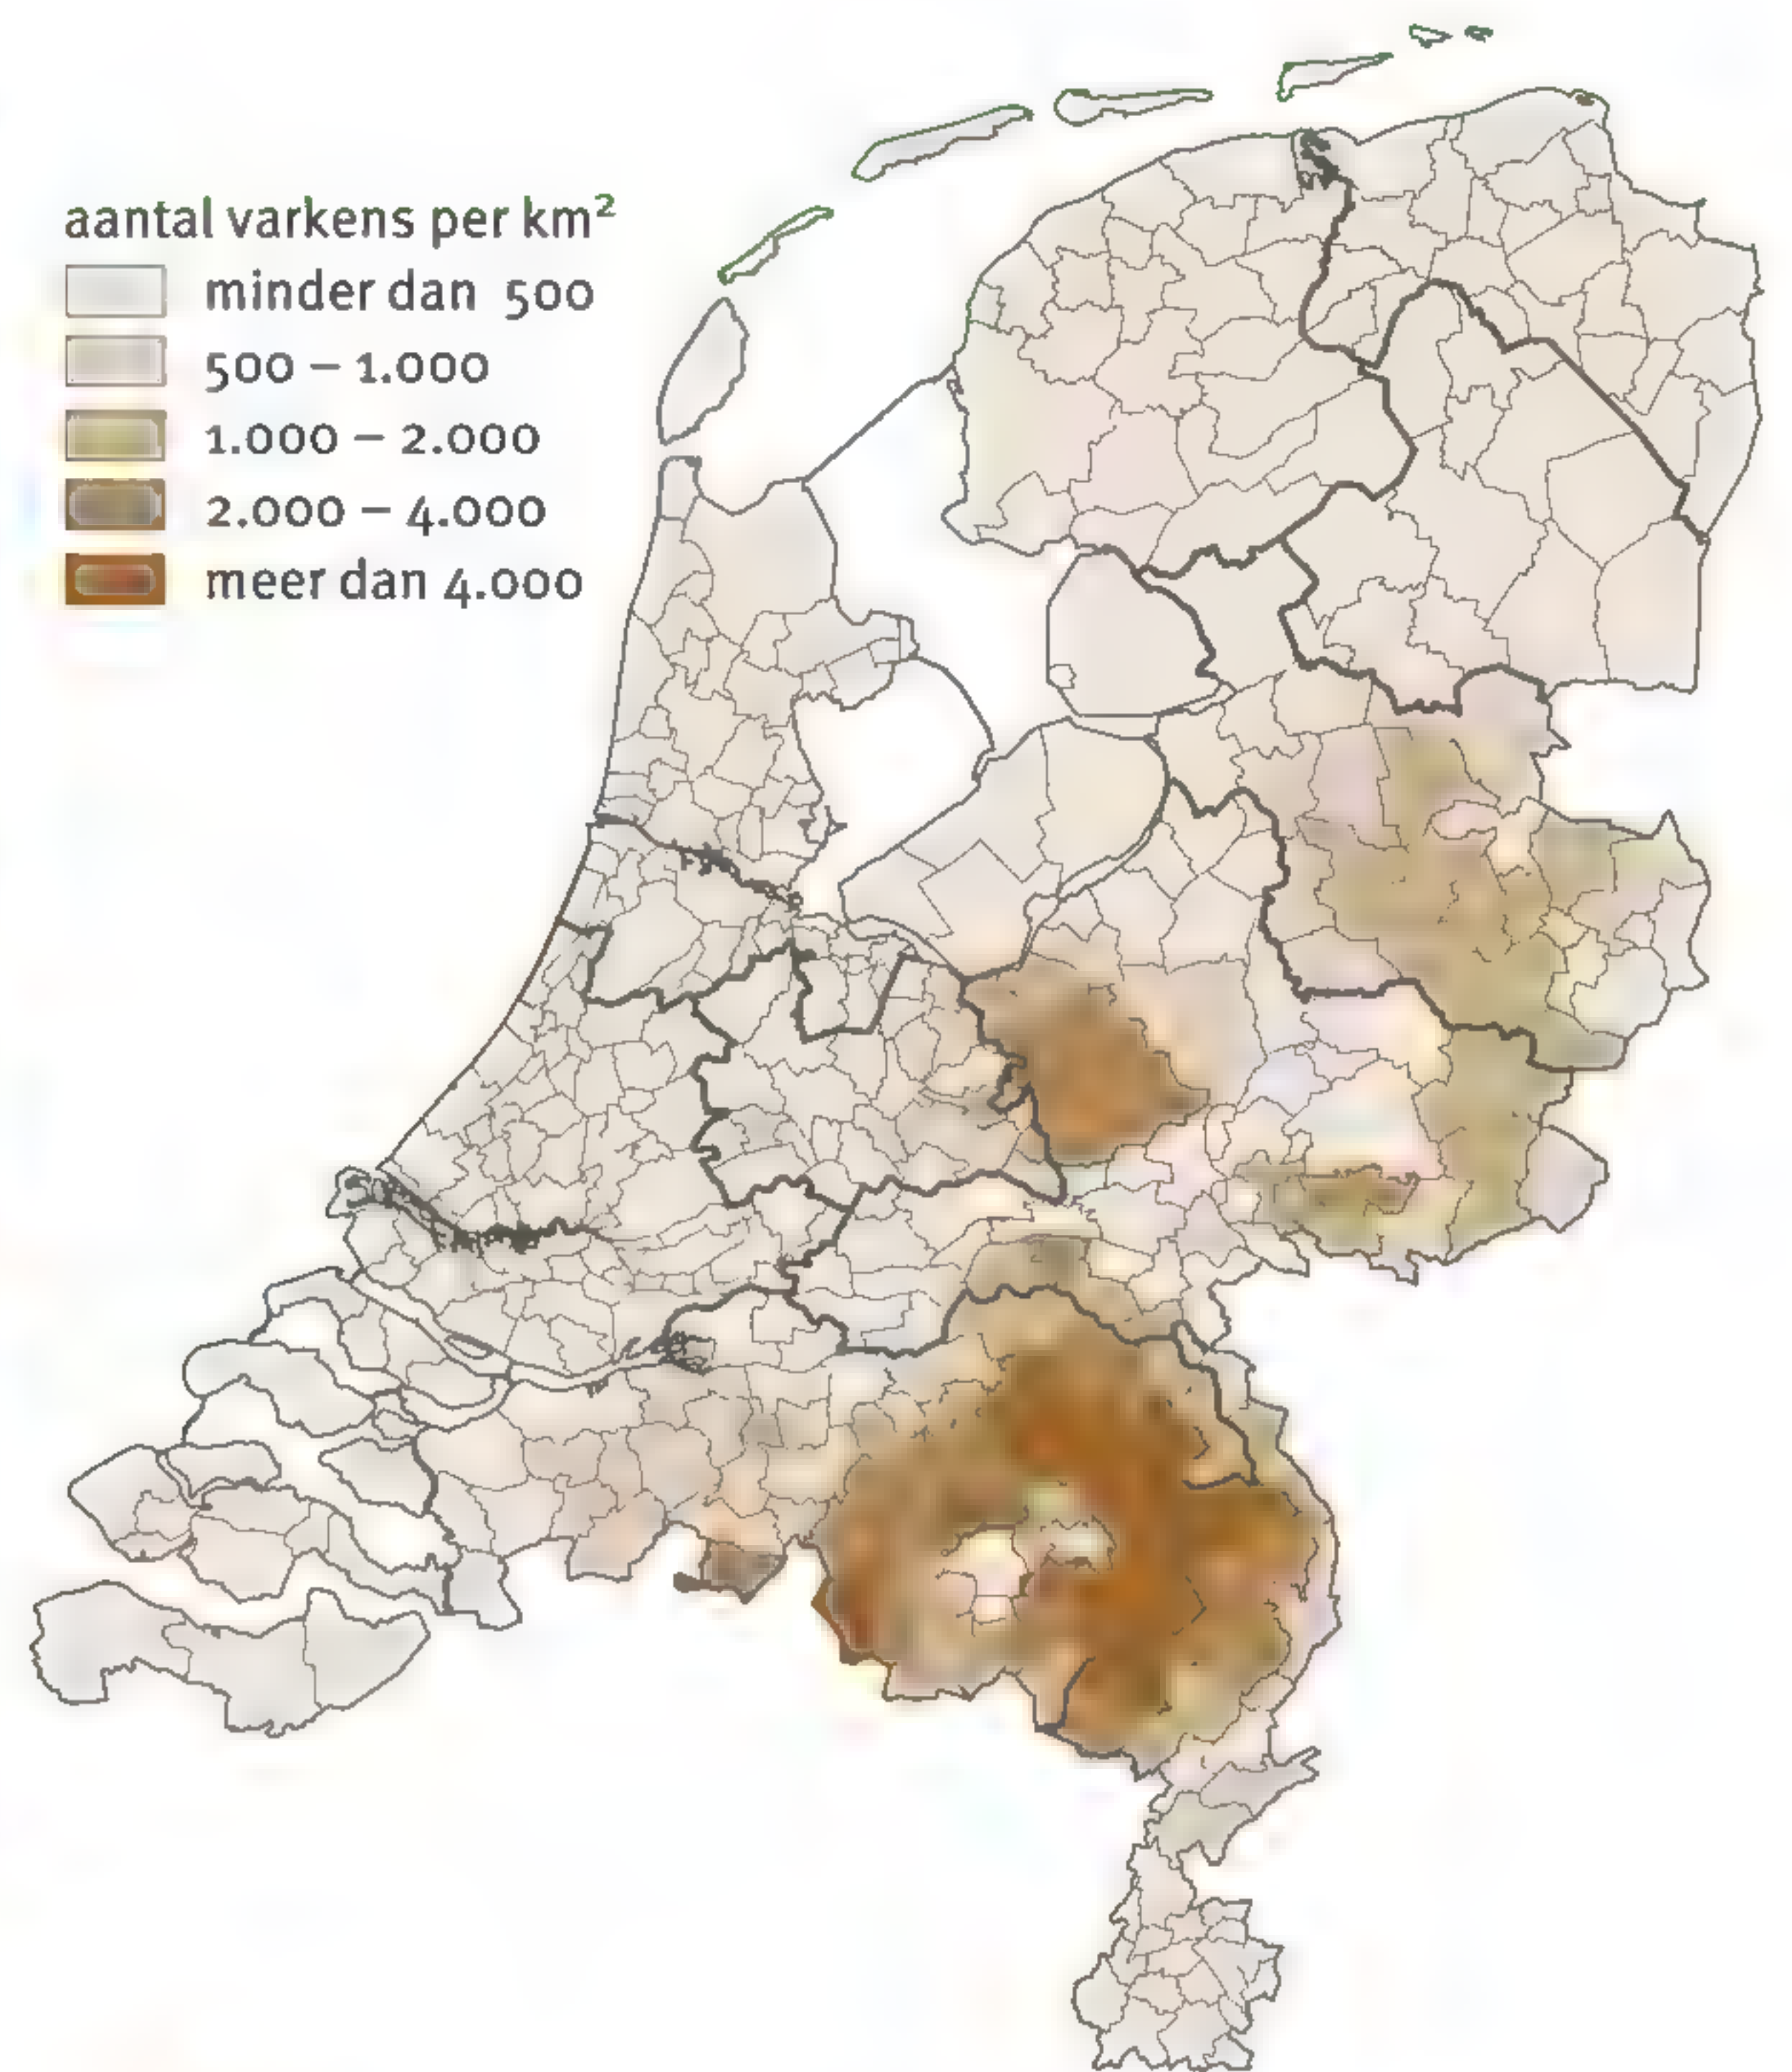 aantal varkens per km²
minder dan 500
500 – 1.000
1.000 – 2.000
2.000 – 4.000
meer dan 4.000